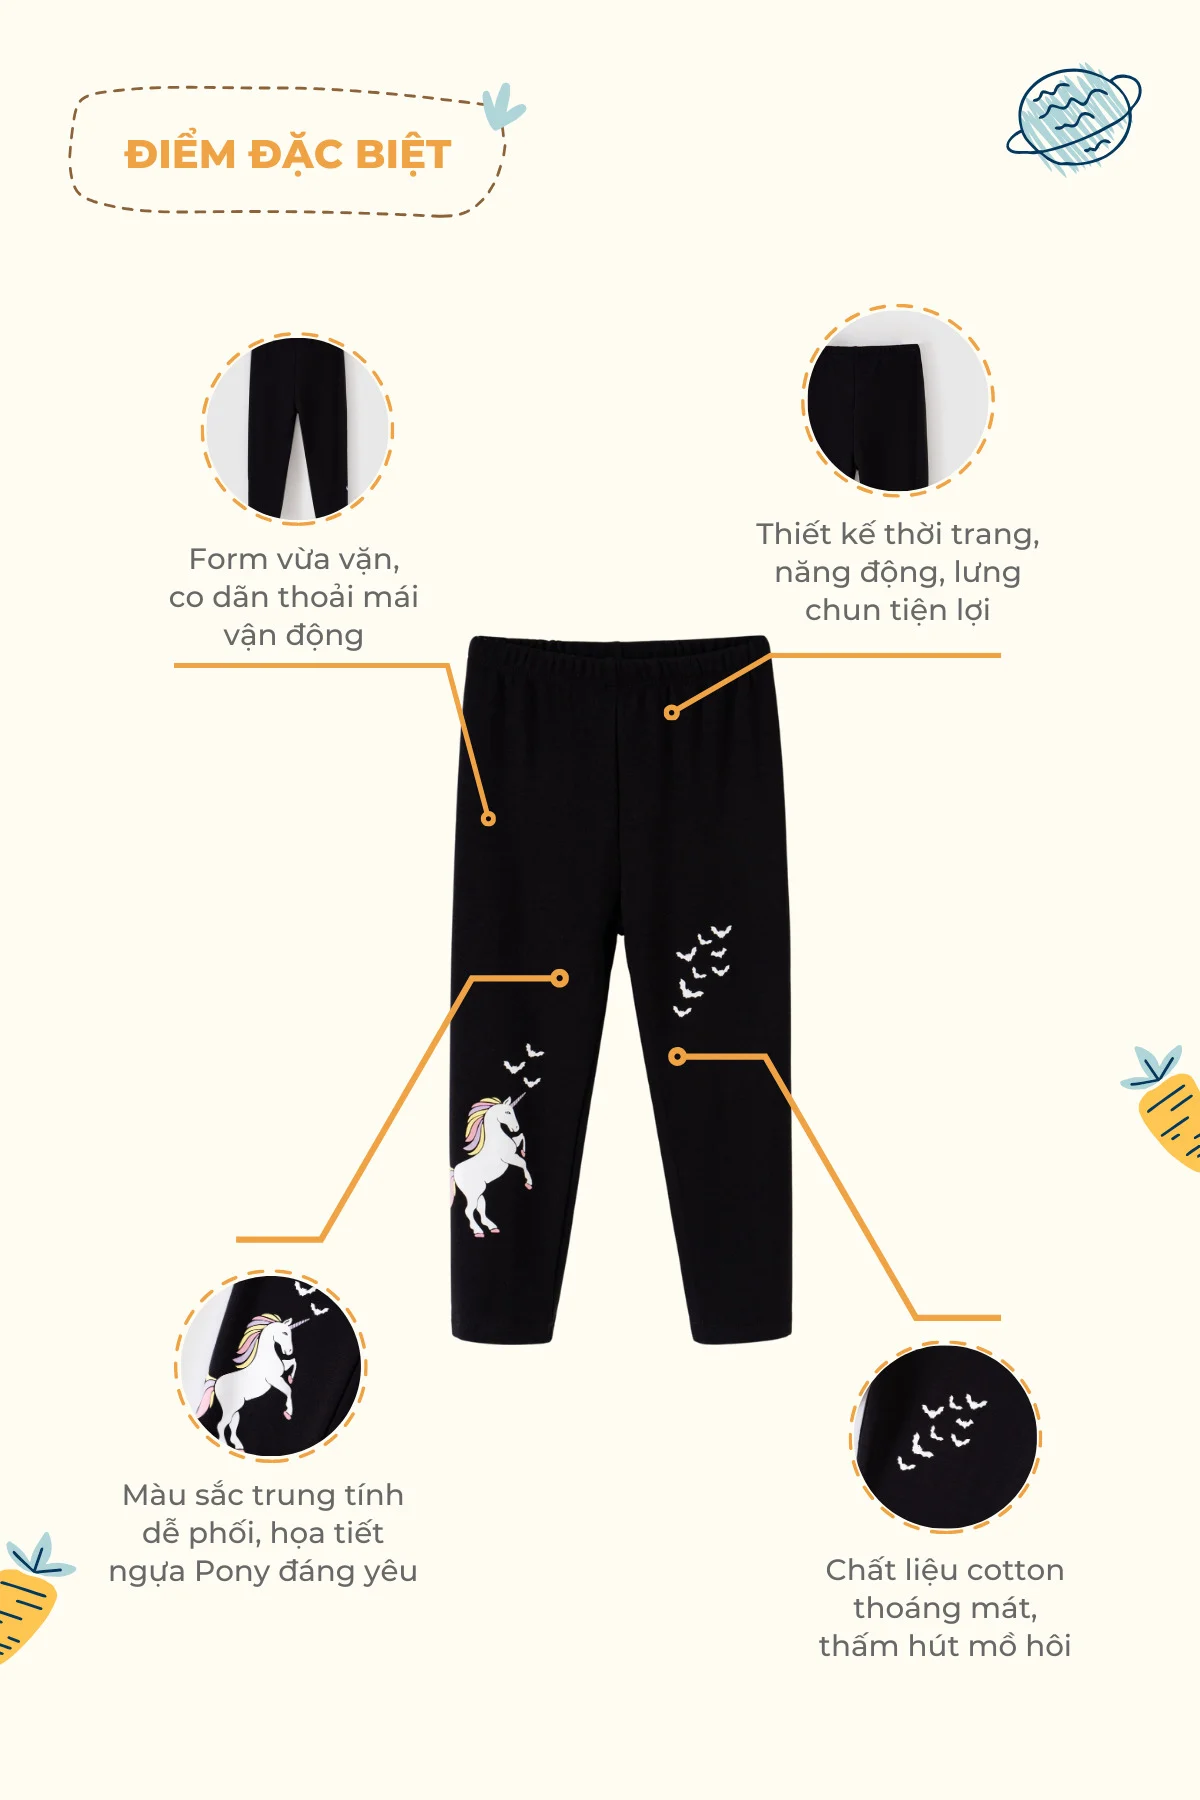 ĐIỂM ĐẶC BIỆT
Form vừa vặn,
co dãn thoải mái
vận động
Thiết kế thời trang,
năng động, lưng
chun tiện lợi
Màu sắc trung tính
dễ phối, họa tiết
ngựa Pony đáng yêu
Chất liệu cotton
thoáng mát,
thấm hút mồ hôi